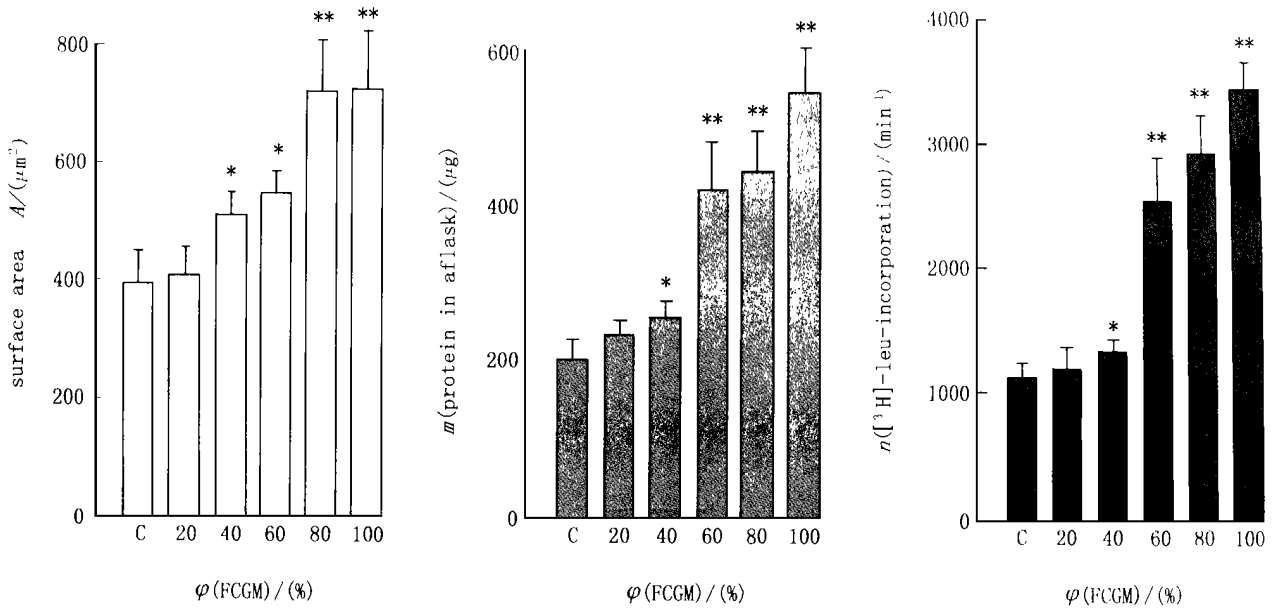 surface area A/(μm²)
800
600
400
200
0
*
*
**
**
C 20 40 60 80 100
φ(FCGM)/(%)
m(protein in aflask)/(μg)
600
400
200
0
*
**
**
**
C 20 40 60 80 100
φ(FCGM)/(%)
n([³H]-leu-incorporation)/(min⁻¹)
4000
3000
2000
1000
0
*
**
**
**
C 20 40 60 80 100
φ(FCGM)/(%)